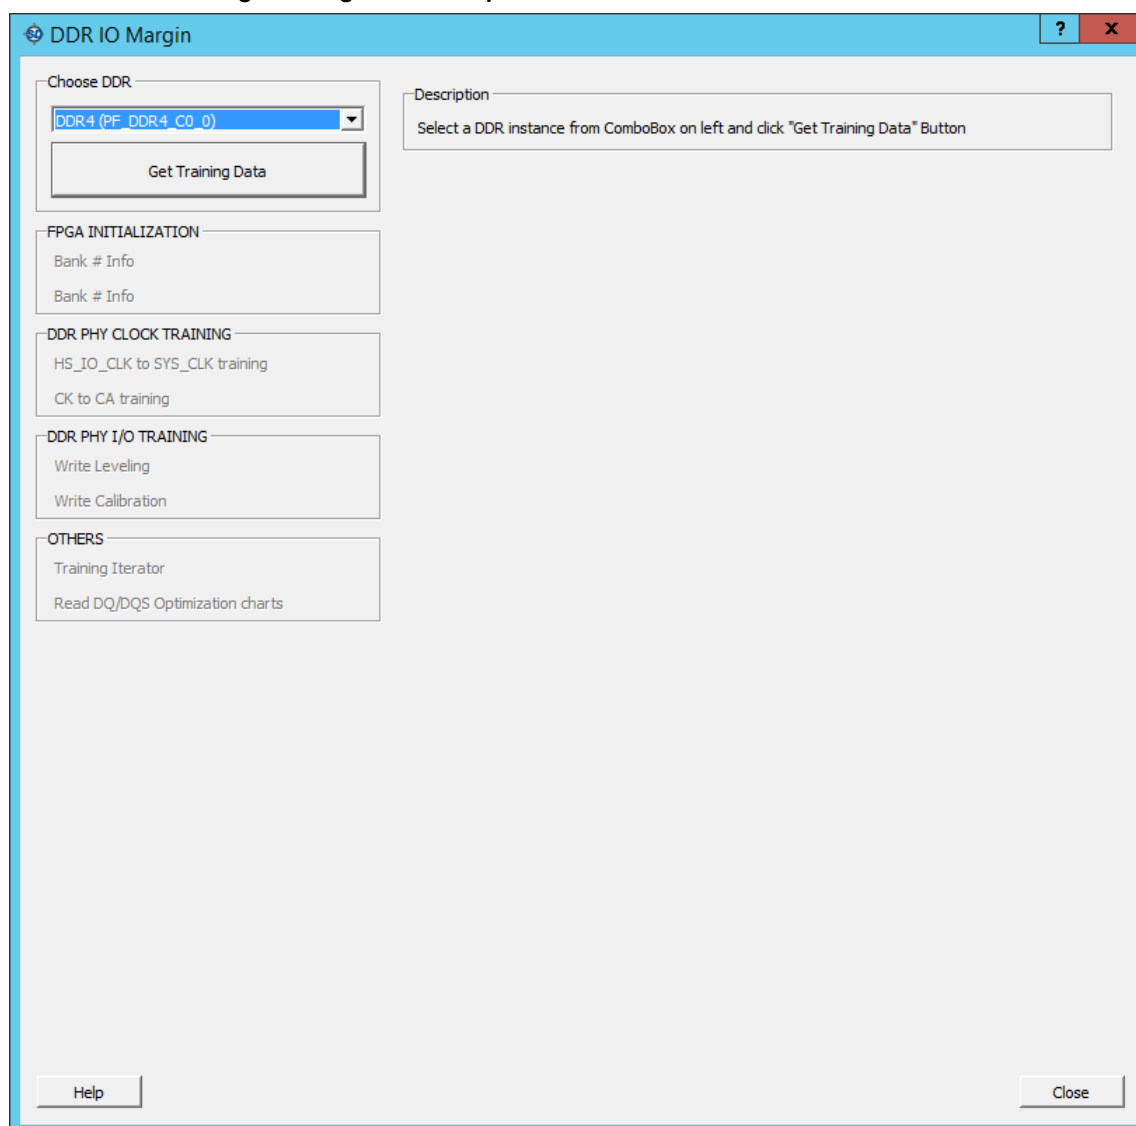 DDR IO Margin
? x
Choose DDR
DDR4 (PF_DDR4_C0_0)
Get Training Data
Description
Select a DDR instance from ComboBox on left and click "Get Training Data" Button
FPGA INITIALIZATION
Bank # Info
Bank # Info
DDR PHY CLOCK TRAINING
HS_IO_CLK to SYS_CLK training
CK to CA training
DDR PHY I/O TRAINING
Write Leveling
Write Calibration
OTHERS
Training Iterator
Read DQ/DQS Optimization charts
Help
Close